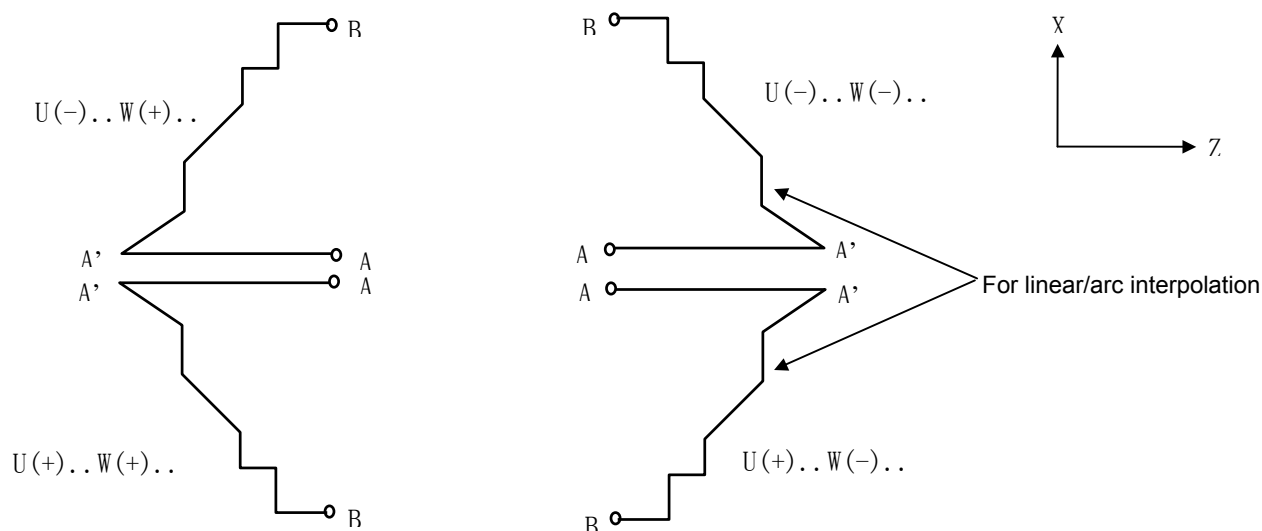 B
B
X
U(-)..W(+)..
U(-)..W(-)..
Z
A'
A
A
A'
A'
A
A
A'
For linear/arc interpolation
U(+)..W(+)..
U(+)..W(-)..
B
B